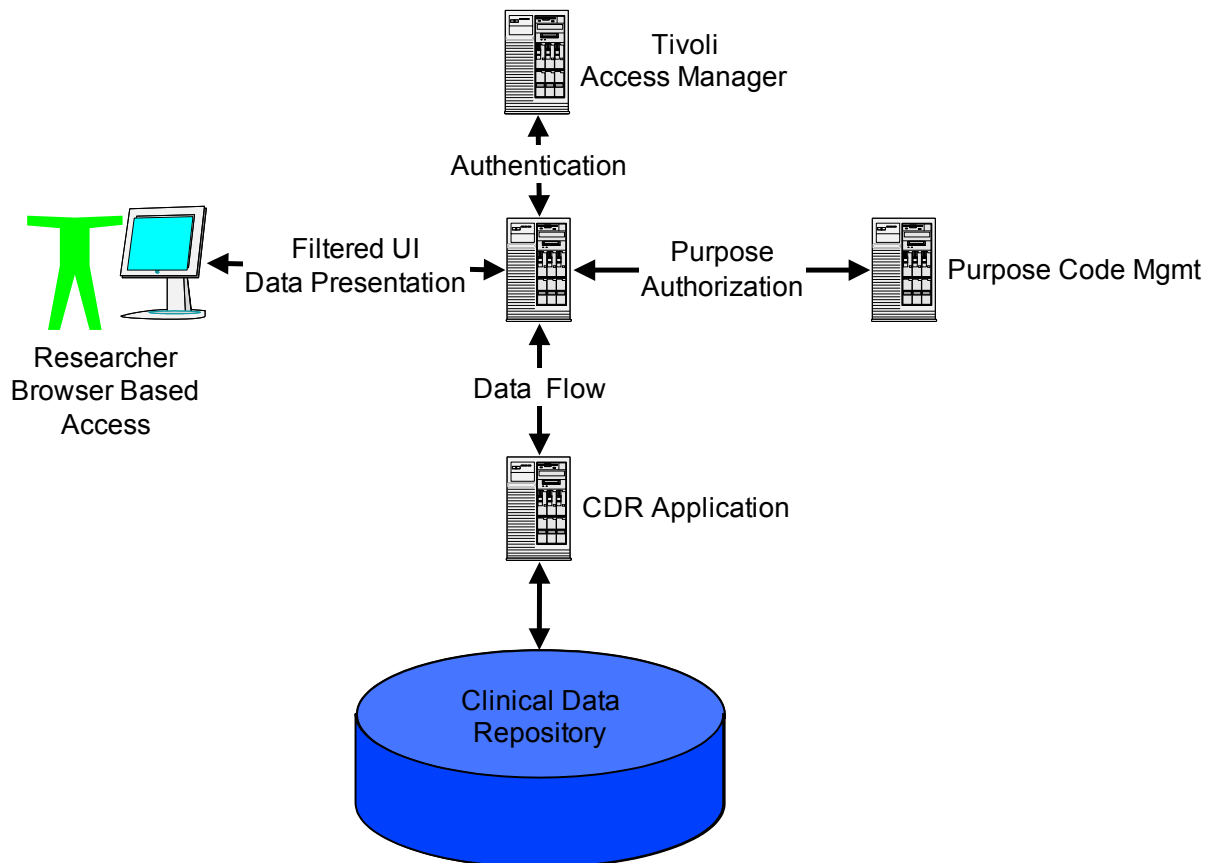 Tivoli
Access Manager
Authentication
Filtered UI
Data Presentation
Purpose
Authorization
Purpose Code Mgmt
Researcher
Browser Based
Access
Data Flow
CDR Application
Clinical Data
Repository